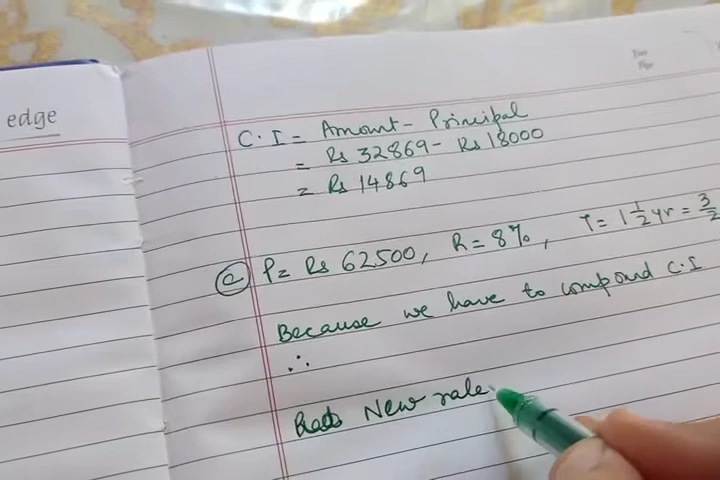 edge
C.I = Amount - Principal
= Rs 32869 - Rs 18000
= Rs 14869
(c) P = Rs 62500, R = 8%, T = 1 1/2 yr = 3/2
Because we have to compound C.I
∴
New rate